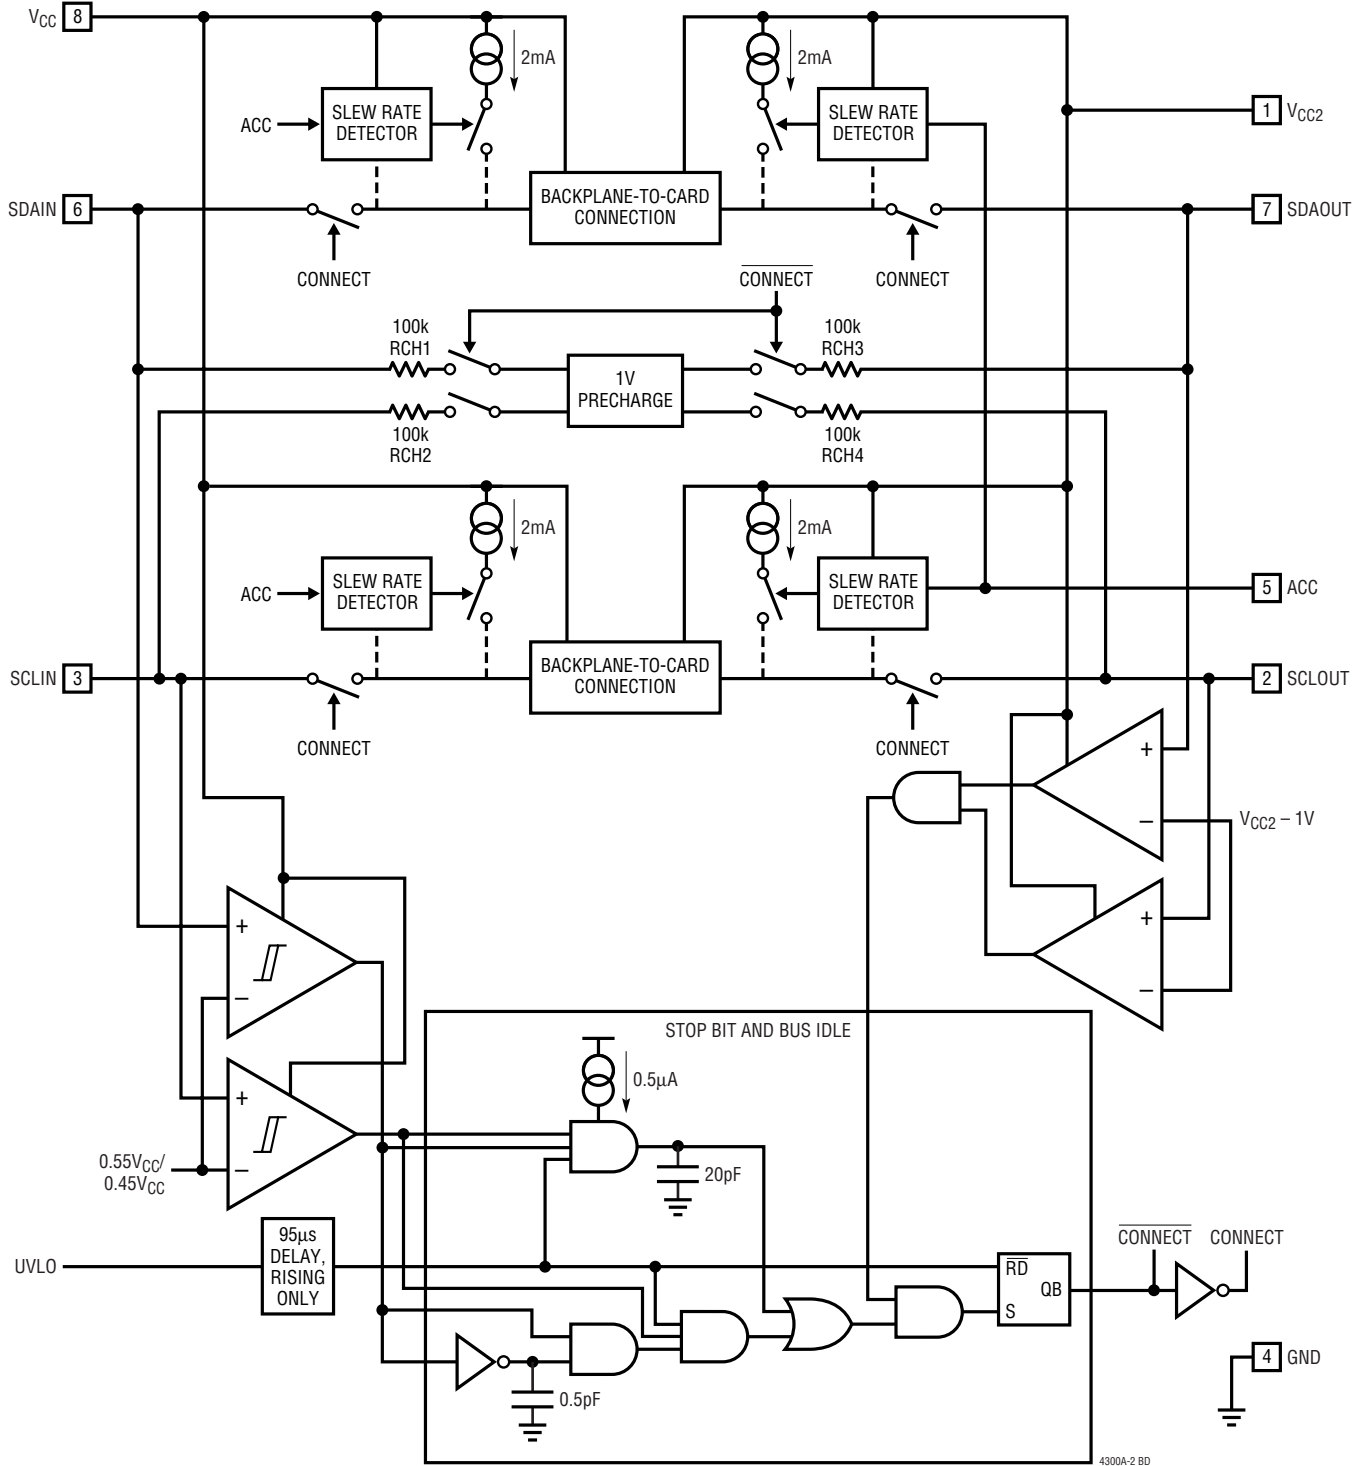 VCC 8
2mA
2mA
SLEW RATE
DETECTOR
ACC
SLEW RATE
DETECTOR
1 VCC2
SDAIN 6
BACKPLANE-TO-CARD
CONNECTION
7 SDAOUT
CONNECT
CONNECT
CONNECT
100k
RCH1
100k
RCH3
1V
PRECHARGE
100k
RCH2
100k
RCH4
2mA
2mA
ACC
SLEW RATE
DETECTOR
SLEW RATE
DETECTOR
5 ACC
SCLIN 3
BACKPLANE-TO-CARD
CONNECTION
2 SCLOUT
CONNECT
CONNECT
+
–
VCC2 – 1V
+
–
+
–
STOP BIT AND BUS IDLE
0.5µA
+
–
0.55VCC/
0.45VCC
20pF
UVLO
95µs
DELAY,
RISING
ONLY
RD
QB
S
CONNECT
CONNECT
0.5pF
4 GND
4300A-2 BD